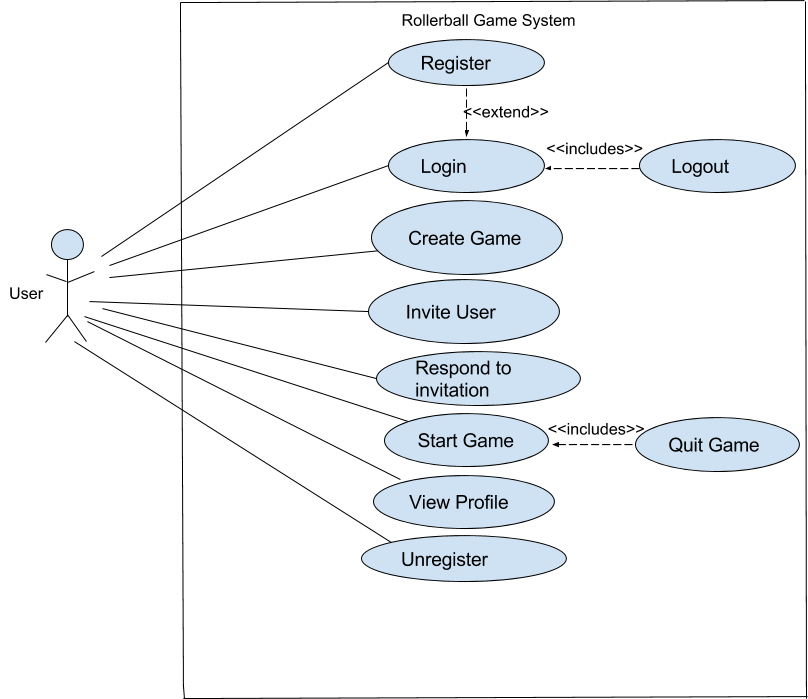 Rollerball Game System
Register
<<extend>>
<<includes>>
Login
Logout
Create Game
User
Invite User
Respond to
invitation
<<includes>>
Start Game
Quit Game
View Profile
Unregister